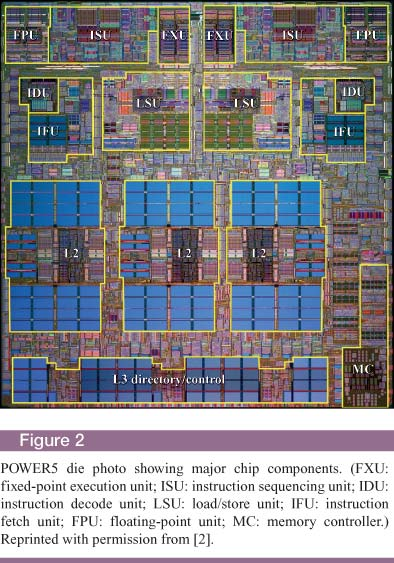 FPU ISU FXU FXU ISU FPU
IDU LSU LSU IDU
IFU IFU
L2 L2 L2
L3 directory/control
MC
Figure 2
POWER5 die photo showing major chip components. (FXU:
fixed-point execution unit; ISU: instruction sequencing unit; IDU:
instruction decode unit; LSU: load/store unit; IFU: instruction
fetch unit; FPU: floating-point unit; MC: memory controller.)
Reprinted with permission from [2].